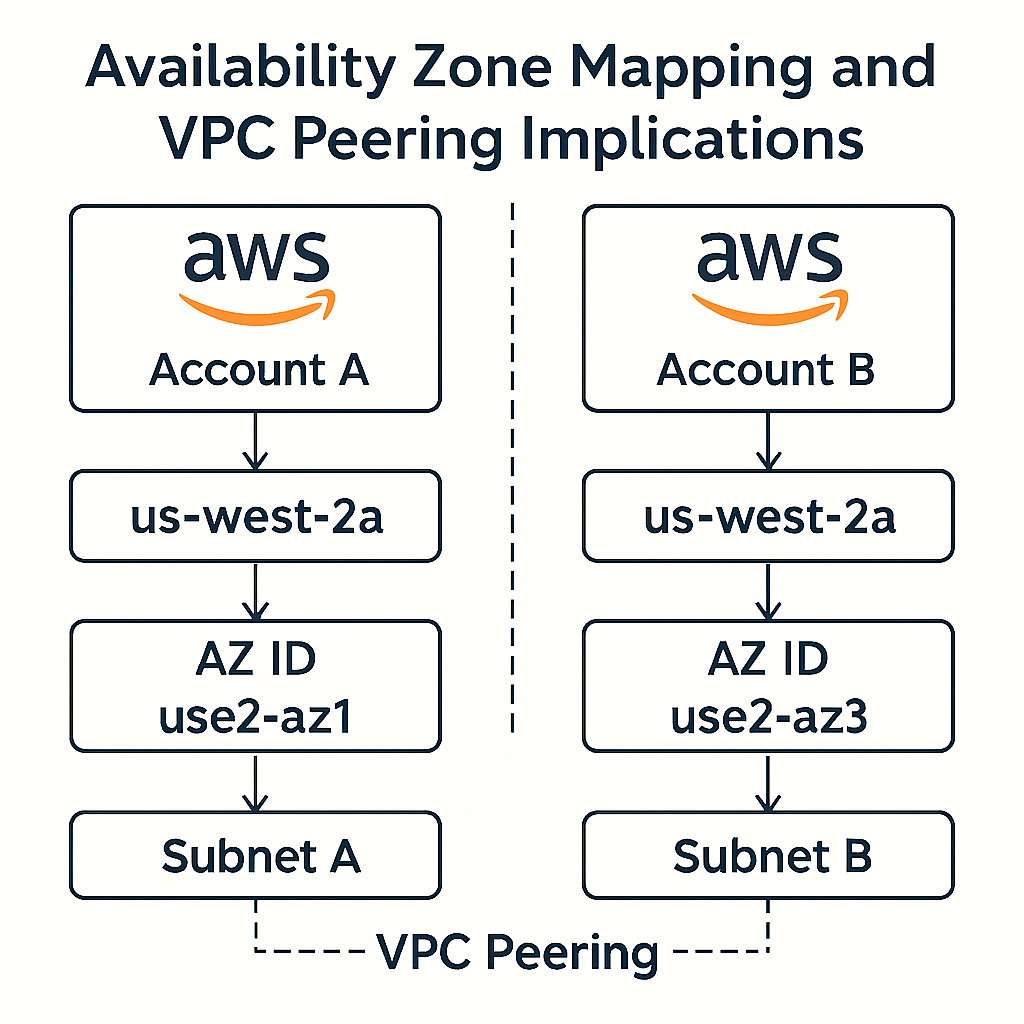 Availability Zone Mapping and
VPC Peering Implications
aws
Account A
us-west-2a
AZ ID
use2-az1
Subnet A
aws
Account B
us-west-2a
AZ ID
use2-az3
Subnet B
VPC Peering